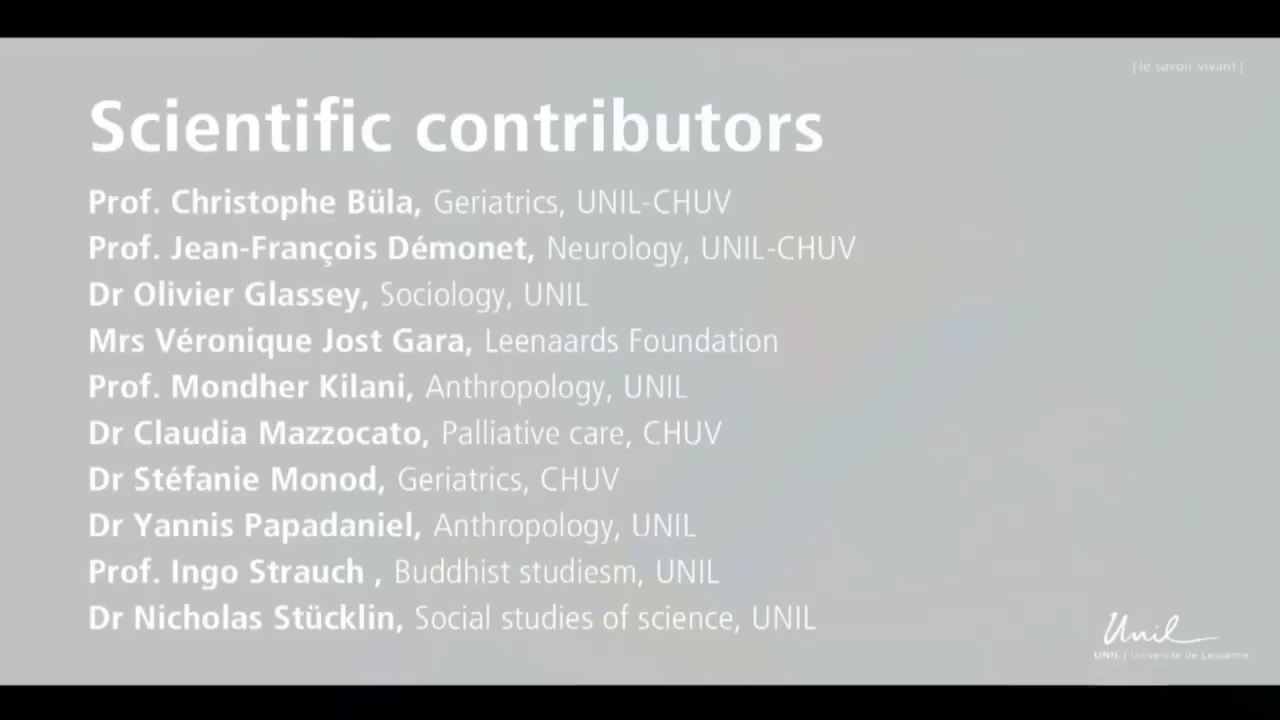 [le savoir vivant]
Scientific contributors
Prof. Christophe Büla, Geriatrics, UNIL-CHUV
Prof. Jean-François Démonet, Neurology, UNIL-CHUV
Dr Olivier Glassey, Sociology, UNIL
Mrs Véronique Jost Gara, Leenaards Foundation
Prof. Mondher Kilani, Anthropology, UNIL
Dr Claudia Mazzocato, Palliative care, CHUV
Dr Stéfanie Monod, Geriatrics, CHUV
Dr Yannis Papadaniel, Anthropology, UNIL
Prof. Ingo Strauch , Buddhist studiesm, UNIL
Dr Nicholas Stücklin, Social studies of science, UNIL
Unil
UNIL | Université de Lausanne